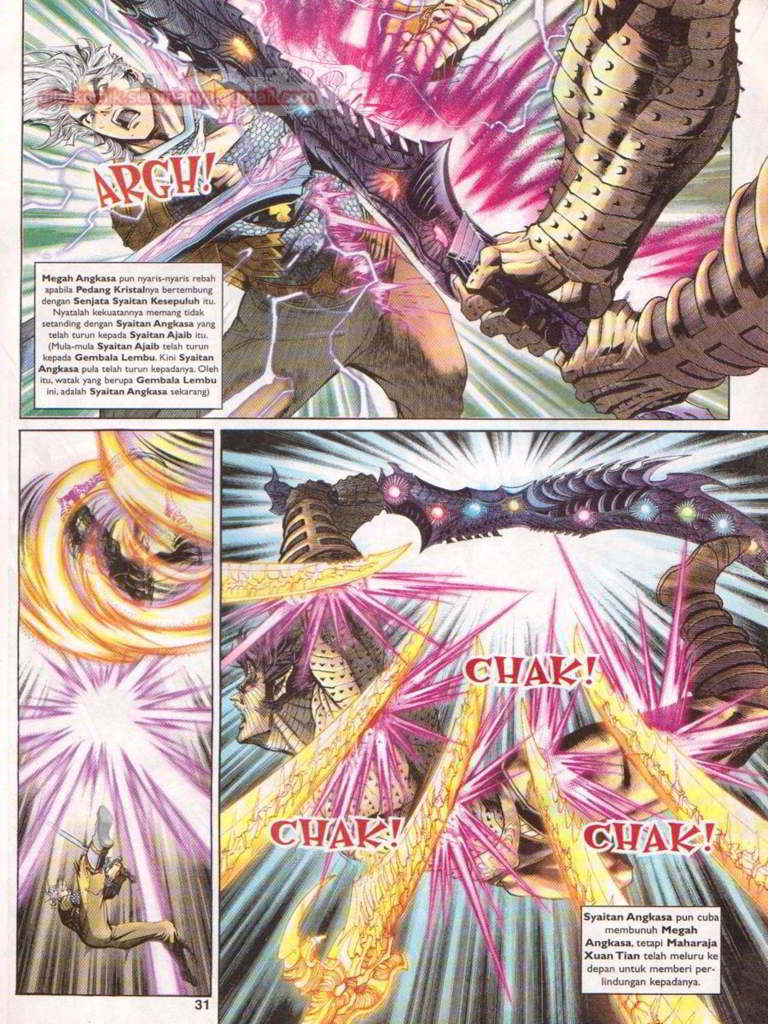 ARGH!
Megah Angkasa pun nyaris-nyaris rebah
apabila Pedang Kristalnya bertembung
dengan Senjata Syaitan Kesepuluh itu.
Nyatalah kekuatannya memang tidak
setanding dengan Syaitan Angkasa yang
telah turun kepada Syaitan Ajaib itu.
(Mula-mula Syaitan Ajaib telah turun
kepada Gembala Lembu. Kini Syaitan
Angkasa pula telah turun kepadanya. Oleh
itu, watak yang berupa Gembala Lembu
ini, adalah Syaitan Angkasa sekarang)
CHAK!
CHAK!
CHAK!
Syaitan Angkasa pun cuba
membunuh Megah
Angkasa, tetapi Maharaja
Xuan Tian telah meluru ke
depan untuk memberi per-
lindungan kepadanya.
31